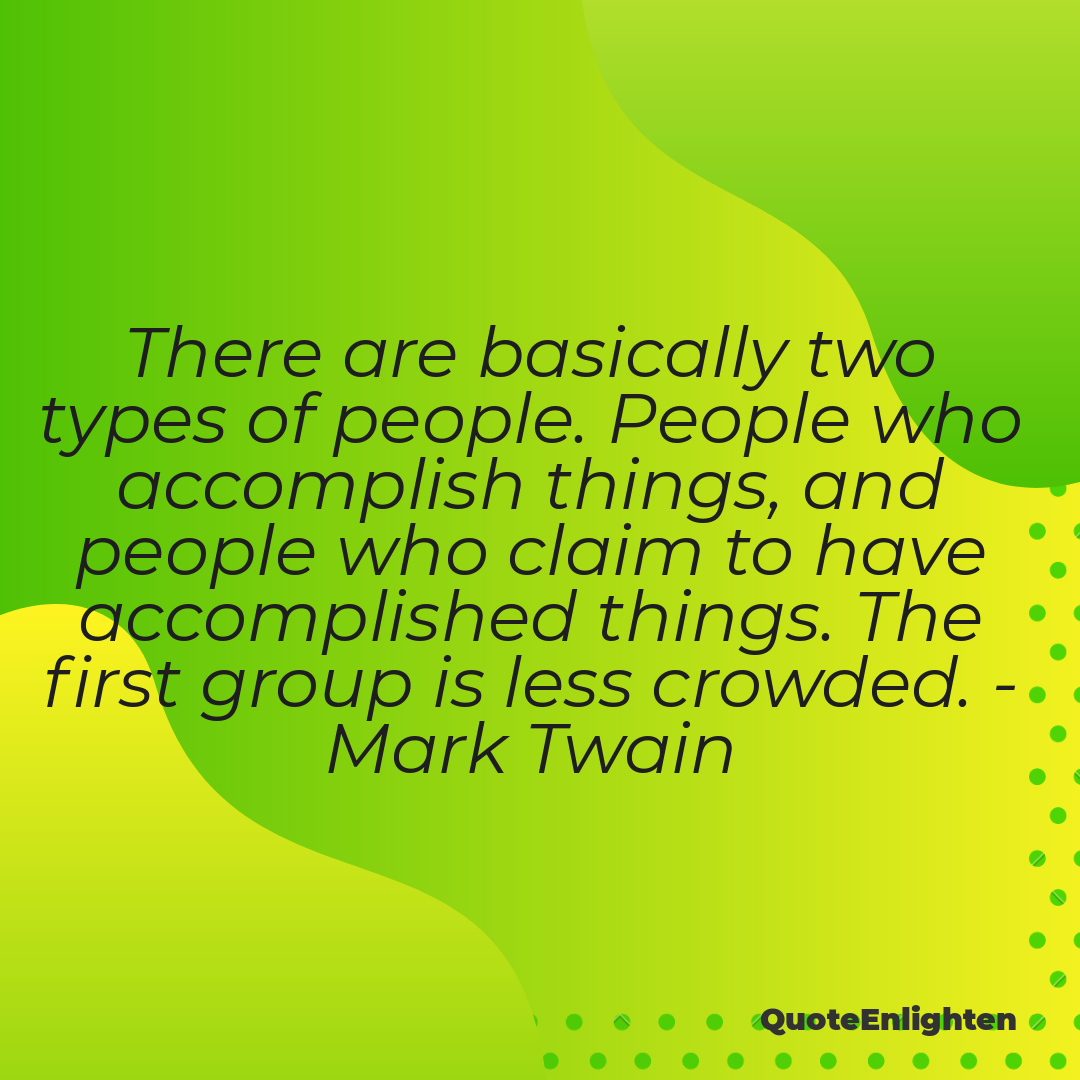 There are basically two
types of people. People who
accomplish things, and
people who claim to have
accomplished things. The
first group is less crowded. -
Mark Twain
QuoteEnlighten